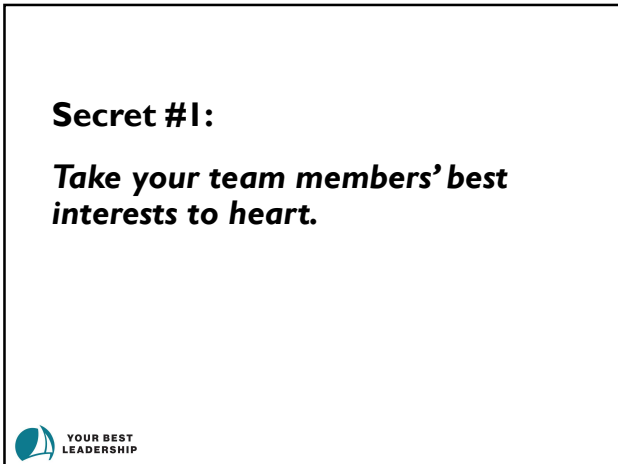 Secret #1:
Take your team members’ best
interests to heart.
YOUR BEST
LEADERSHIP